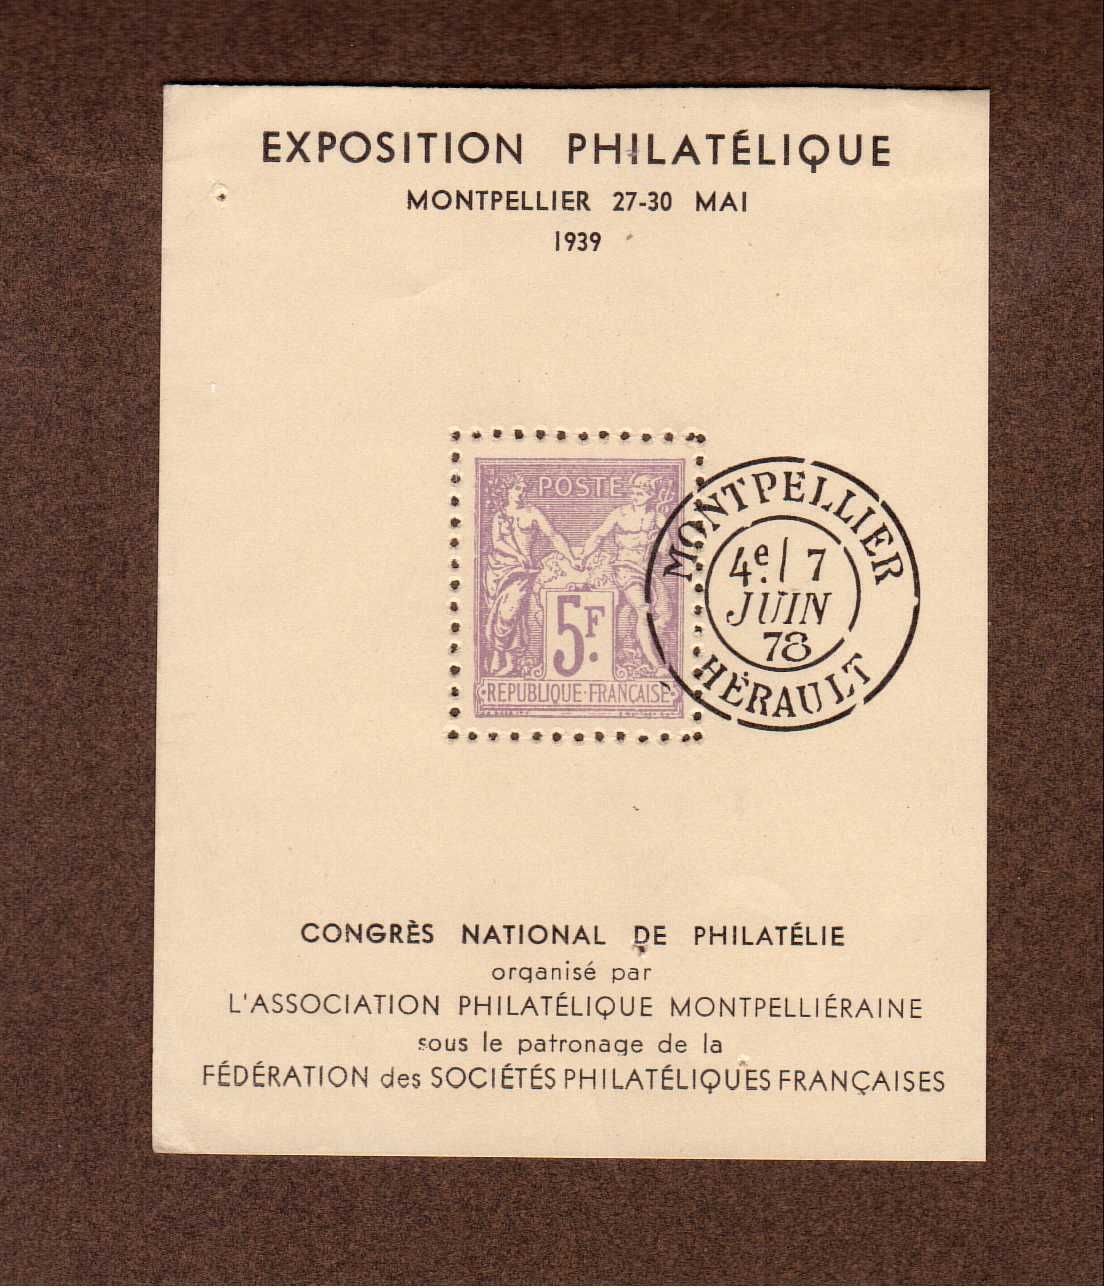 EXPOSITION PHILATÉLIQUE
MONTPELLIER 27-30 MAI
1939
POSTE
5F.
REPUBLIQUE·FRANÇAISE
MONTPELLIER
4e/ 7
JUIN
78
HÉRAULT
CONGRÈS NATIONAL DE PHILATÉLIE
organisé par
L'ASSOCIATION PHILATÉLIQUE MONTPELLIÉRAINE
sous le patronage de la
FÉDÉRATION des SOCIÉTÉS PHILATÉLIQUES FRANÇAISES